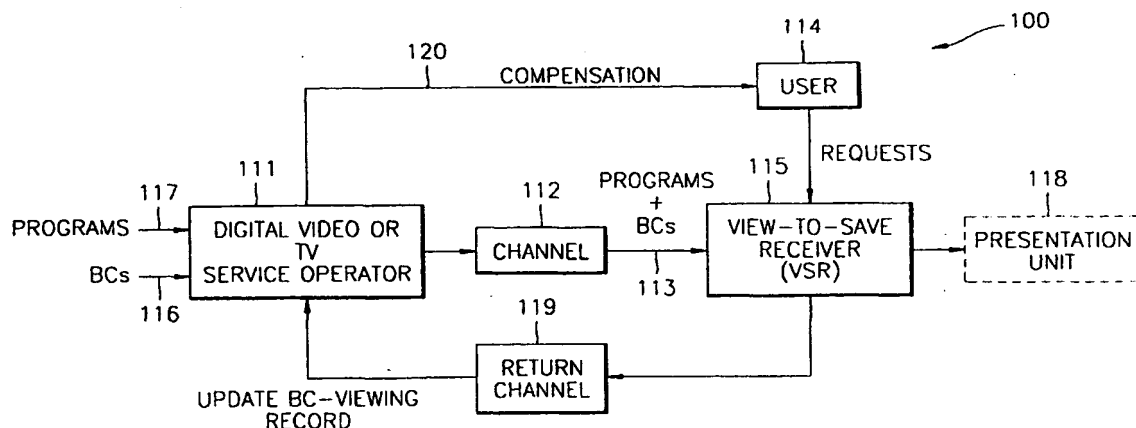 100
120
COMPENSATION
114
USER
REQUESTS
117
PROGRAMS
BCs
116
111
DIGITAL VIDEO OR
TV
SERVICE OPERATOR
112
CHANNEL
PROGRAMS
+
BCs
113
115
VIEW-TO-SAVE
RECEIVER
(VSR)
118
PRESENTATION
UNIT
119
RETURN
CHANNEL
UPDATE BC-VIEWING
RECORD